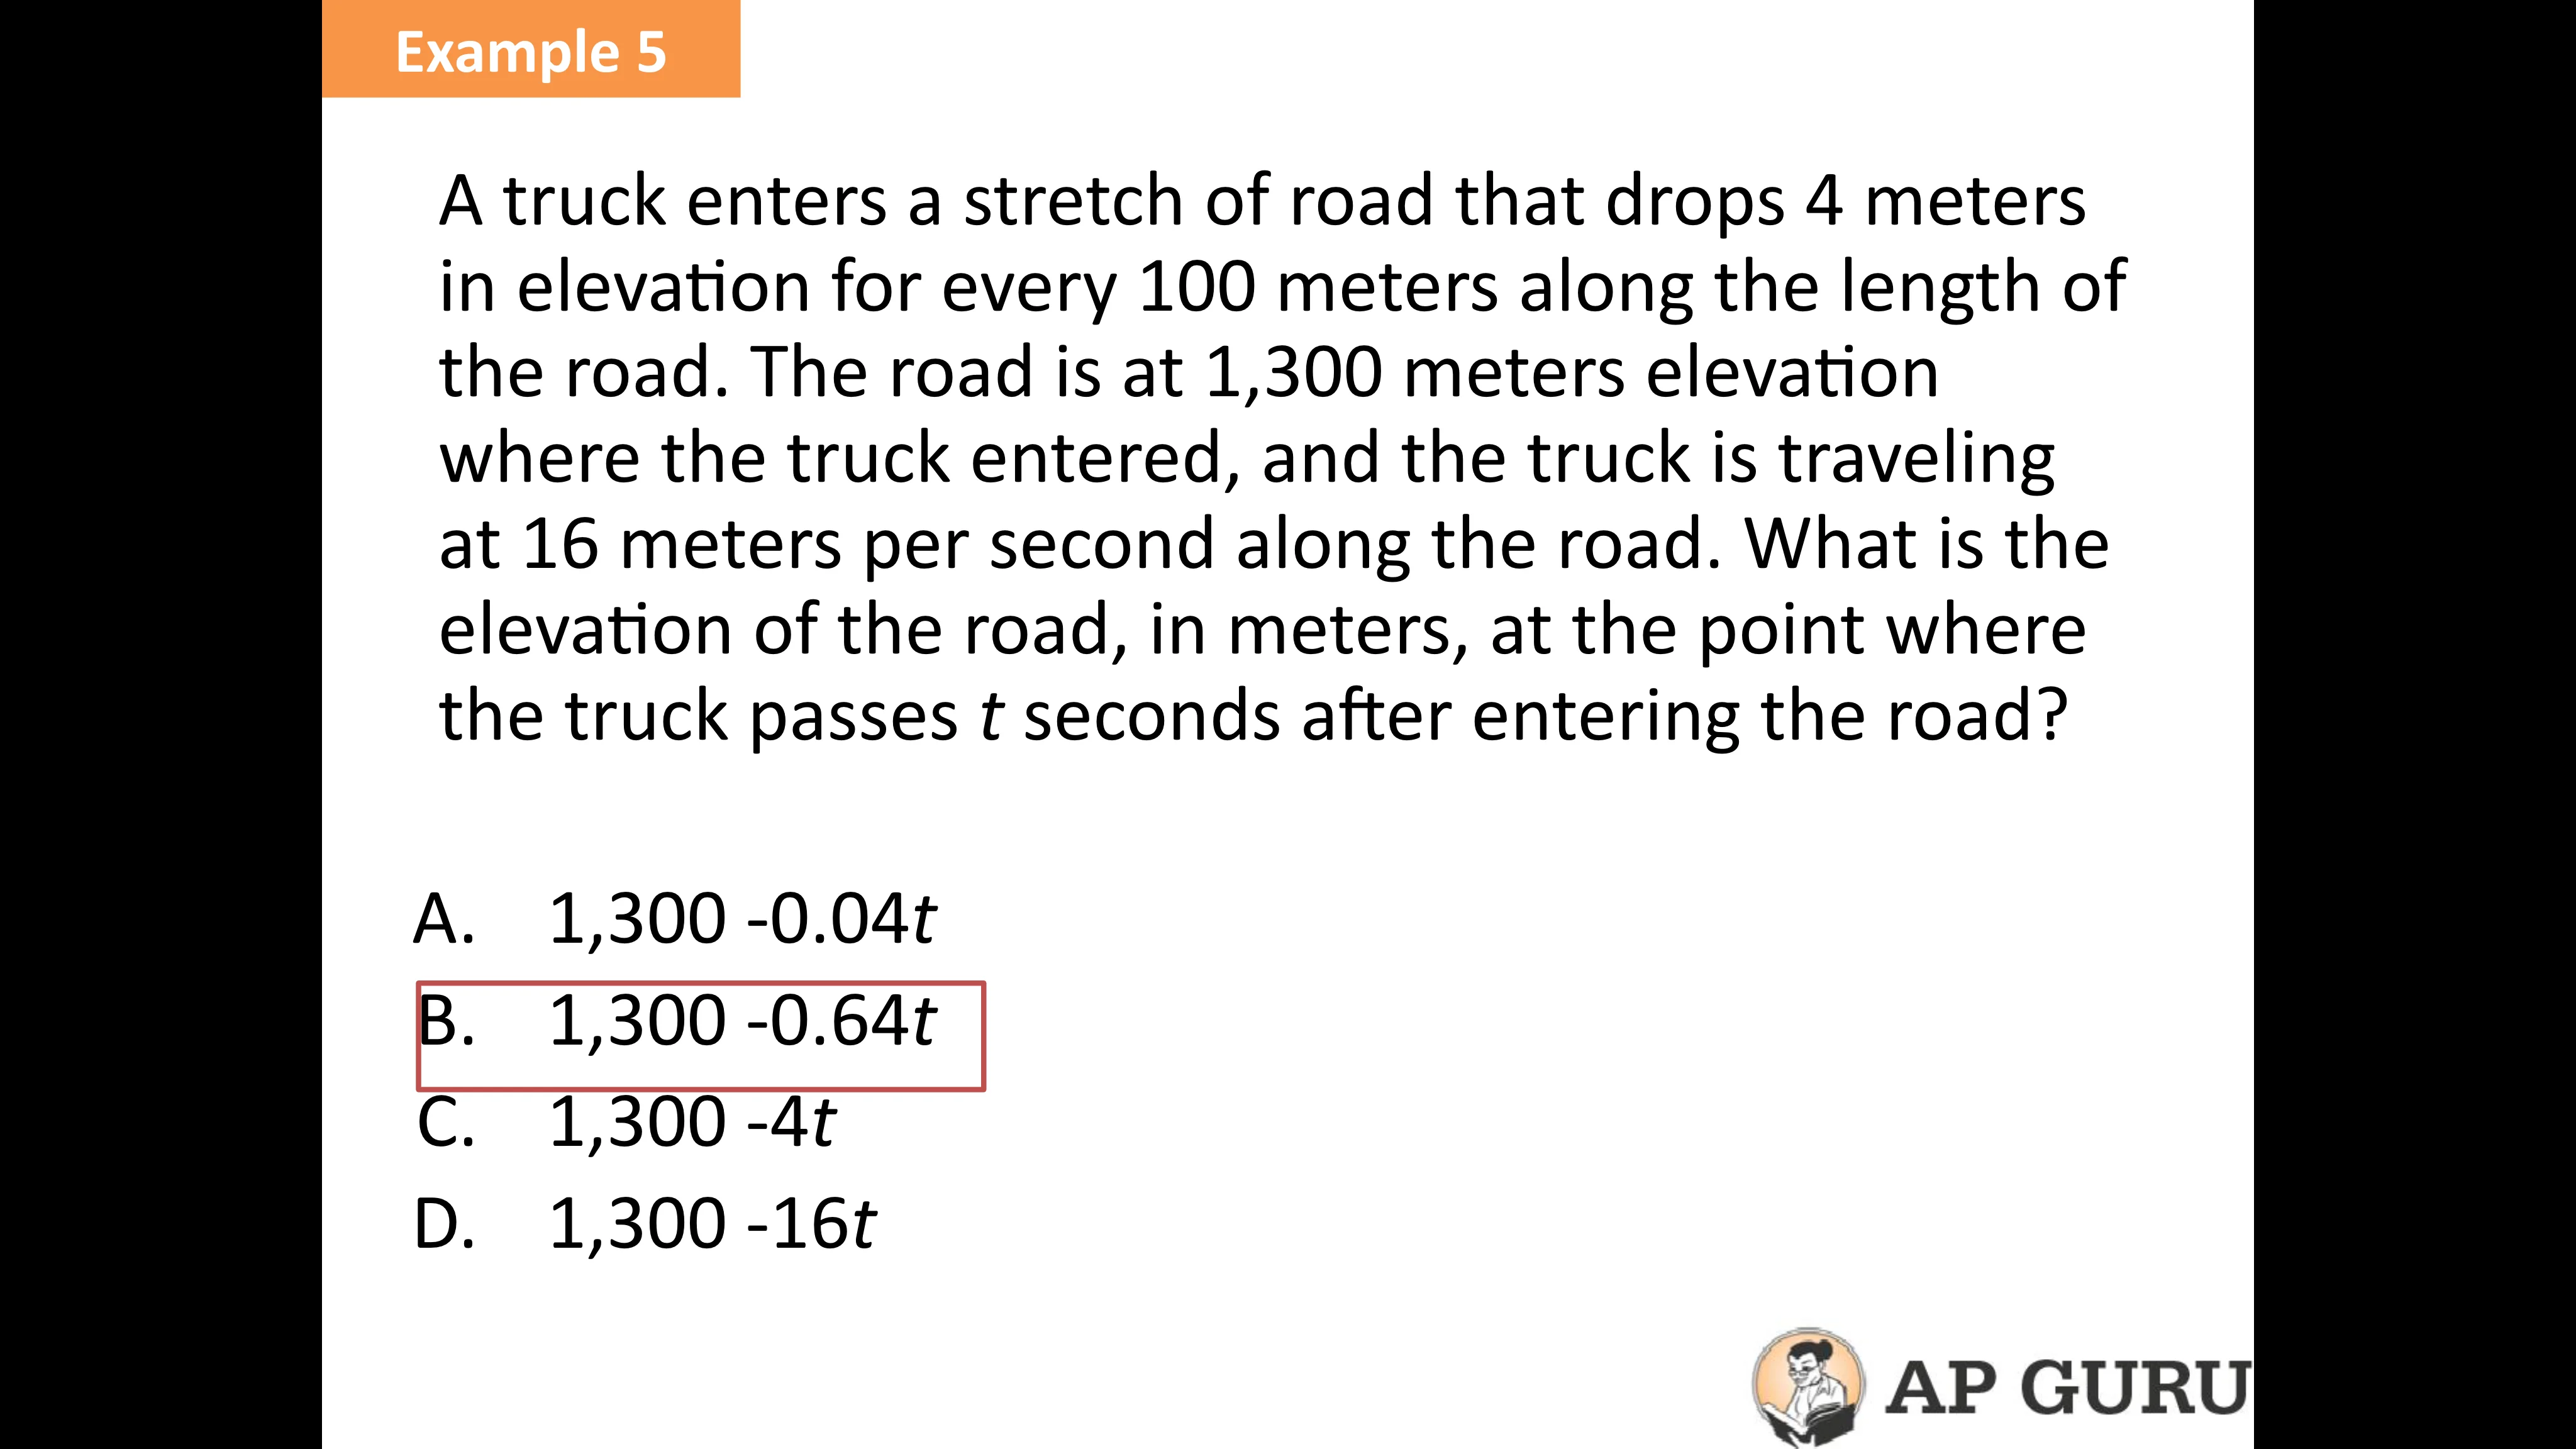 Example 5
A truck enters a stretch of road that drops 4 meters
in elevation for every 100 meters along the length of
the road. The road is at 1,300 meters elevation
where the truck entered, and the truck is traveling
at 16 meters per second along the road. What is the
elevation of the road, in meters, at the point where
the truck passes t seconds after entering the road?
A. 1,300 -0.04t
B. 1,300 -0.64t
C. 1,300 -4t
D. 1,300 -16t
AP GURU